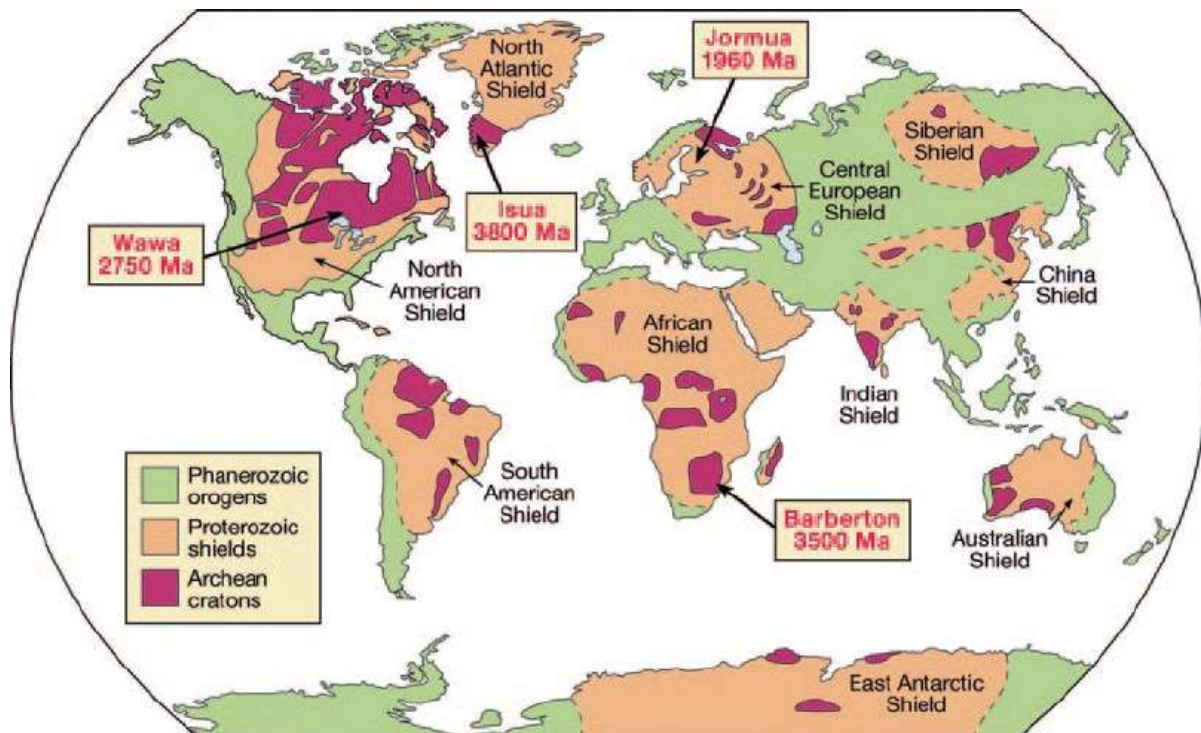 North
Atlantic
Shield
Jormua
1960 Ma
Siberian
Shield
Central
European
Shield
Isua
3800 Ma
Wawa
2750 Ma
North
American
Shield
China
Shield
African
Shield
Indian
Shield
South
American
Shield
Barberton
3500 Ma
Australian
Shield
Phanerozoic
orogens
Proterozoic
shields
Archean
cratons
East Antarctic
Shield